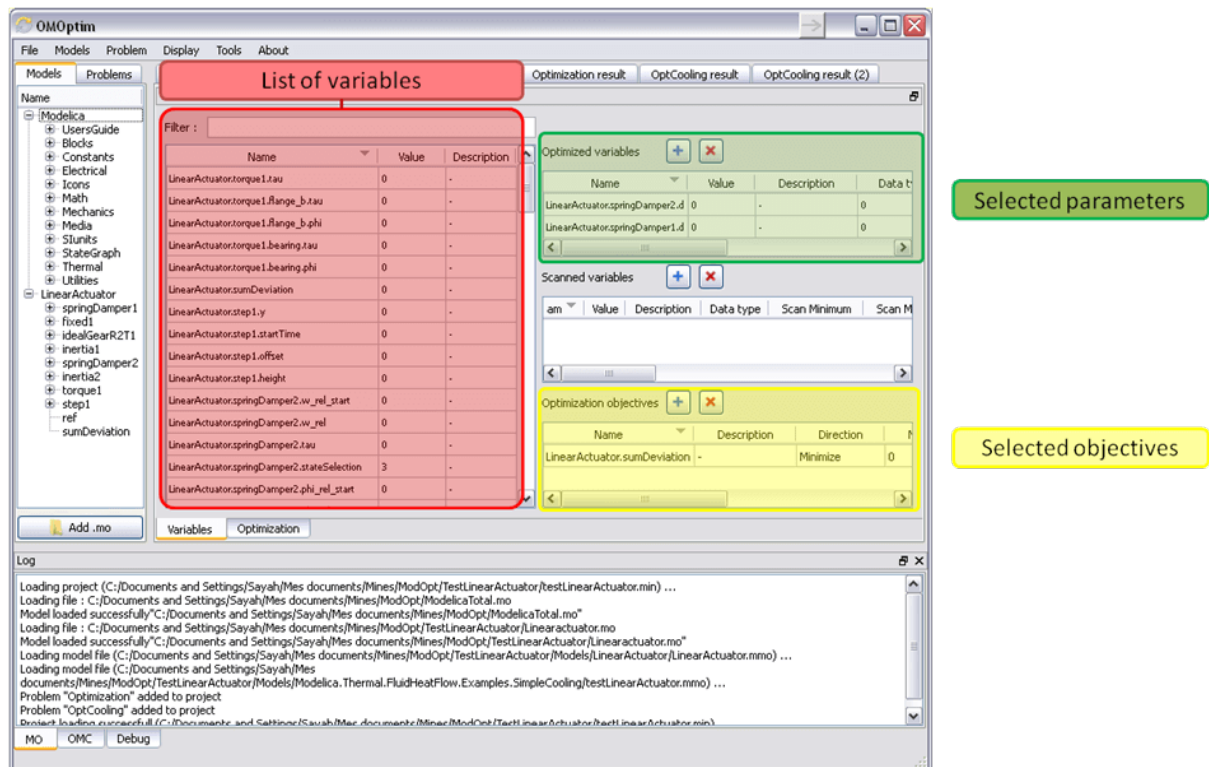 OMOptim
File Models Problem Display Tools About
Models Problems
Optimization result OptCooling result OptCooling result (2)
List of variables
Name
Modelica
UsersGuide
Blocks
Constants
Electrical
Icons
Math
Mechanics
Media
SIunits
StateGraph
Thermal
Utilities
LinearActuator
springDamper1
fixed1
idealGearR2T1
inertia1
springDamper2
inertia2
torque1
step1
ref
sumDeviation
Add .mo
Filter :
Name Value Description
LinearActuator.torque1.tau 0 -
LinearActuator.torque1.flange_b.tau 0 -
LinearActuator.torque1.flange_b.phi 0 -
LinearActuator.torque1.bearing.tau 0 -
LinearActuator.torque1.bearing.phi 0 -
LinearActuator.sumDeviation 0 -
LinearActuator.step1.y 0 -
LinearActuator.step1.startTime 0 -
LinearActuator.step1.offset 0 -
LinearActuator.step1.height 0 -
LinearActuator.springDamper2.w_rel_start 0 -
LinearActuator.springDamper2.w_rel 0 -
LinearActuator.springDamper2.tau 0 -
LinearActuator.springDamper2.stateSelection 3 -
LinearActuator.springDamper2.phi_rel_start 0 -
Variables Optimization
Optimized variables
Name Value Description Data t
LinearActuator.springDamper2.d 0 - 0
LinearActuator.springDamper1.d 0 - 0
Scanned variables
am Value Description Data type Scan Minimum Scan M
Optimization objectives
Name Description Direction
LinearActuator.sumDeviation - Minimize 0
Selected parameters
Selected objectives
Log
Loading project (C:/Documents and Settings/Sayah/Mes documents/Mines/ModOpt/TestLinearActuator/testLinearActuator.min) ...
Loading file : C:/Documents and Settings/Sayah/Mes documents/Mines/ModOpt/ModelicaTotal.mo
Model loaded successfully"C:/Documents and Settings/Sayah/Mes documents/Mines/ModOpt/ModelicaTotal.mo"
Loading file : C:/Documents and Settings/Sayah/Mes documents/Mines/ModOpt/TestLinearActuator/Linearactuator.mo
Model loaded successfully"C:/Documents and Settings/Sayah/Mes documents/Mines/ModOpt/TestLinearActuator/Linearactuator.mo"
Loading model file (C:/Documents and Settings/Sayah/Mes documents/Mines/ModOpt/TestLinearActuator/Models/LinearActuator/LinearActuator.mmo) ...
Loading model file (C:/Documents and Settings/Sayah/Mes
documents/Mines/ModOpt/TestLinearActuator/Models/Modelica.Thermal.FluidHeatFlow.Examples.SimpleCooling/testLinearActuator.mmo) ...
Problem "Optimization" added to project
Problem "OptCooling" added to project
Project loading successfull (C:/Documents and Settings/Sayah/Mes documents/Mines/ModOpt/TestLinearActuator/testLinearActuator.min)
MO OMC Debug